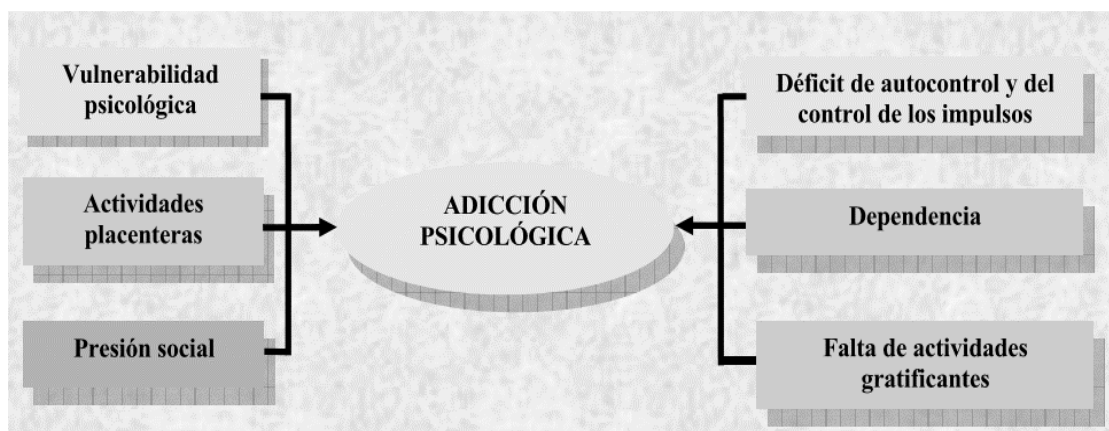 Vulnerabilidad
psicológica
Actividades
placenteras
Presión social
ADICCIÓN
PSICOLÓGICA
Déficit de autocontrol y del
control de los impulsos
Dependencia
Falta de actividades
gratificantes